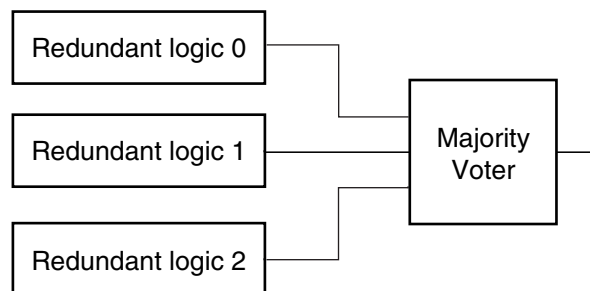 Redundant logic 0
Redundant logic 1
Majority
Voter
Redundant logic 2